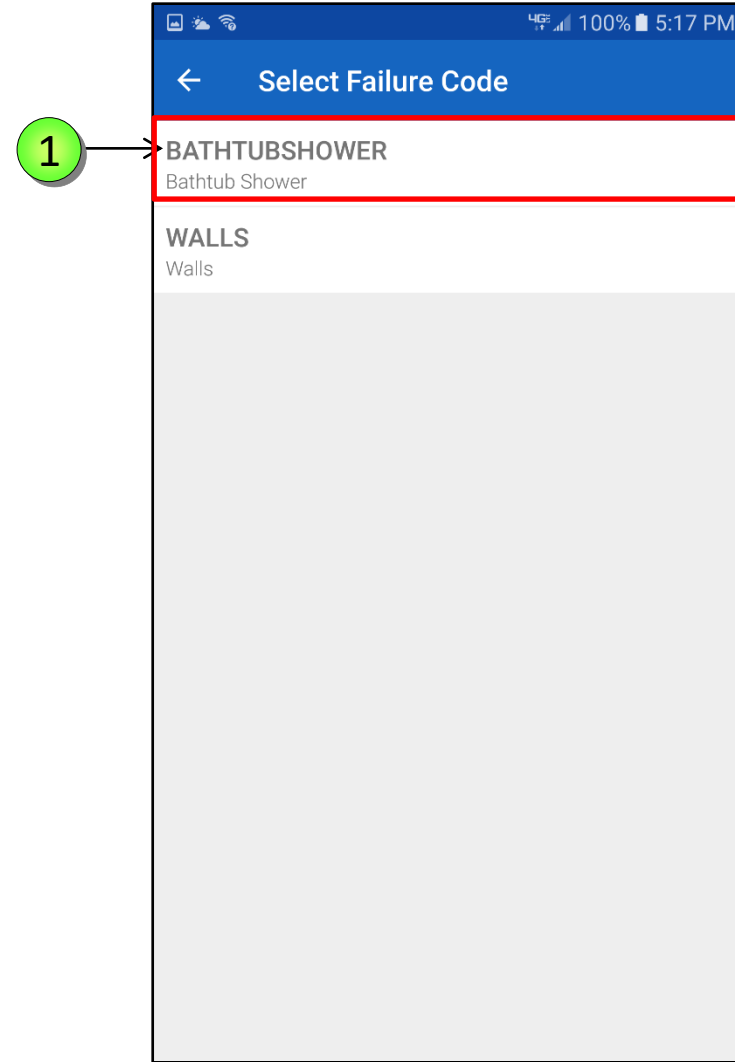 4G 100% 5:17 PM
Select Failure Code
1
BATHTUBSHOWER
Bathtub Shower
WALLS
Walls